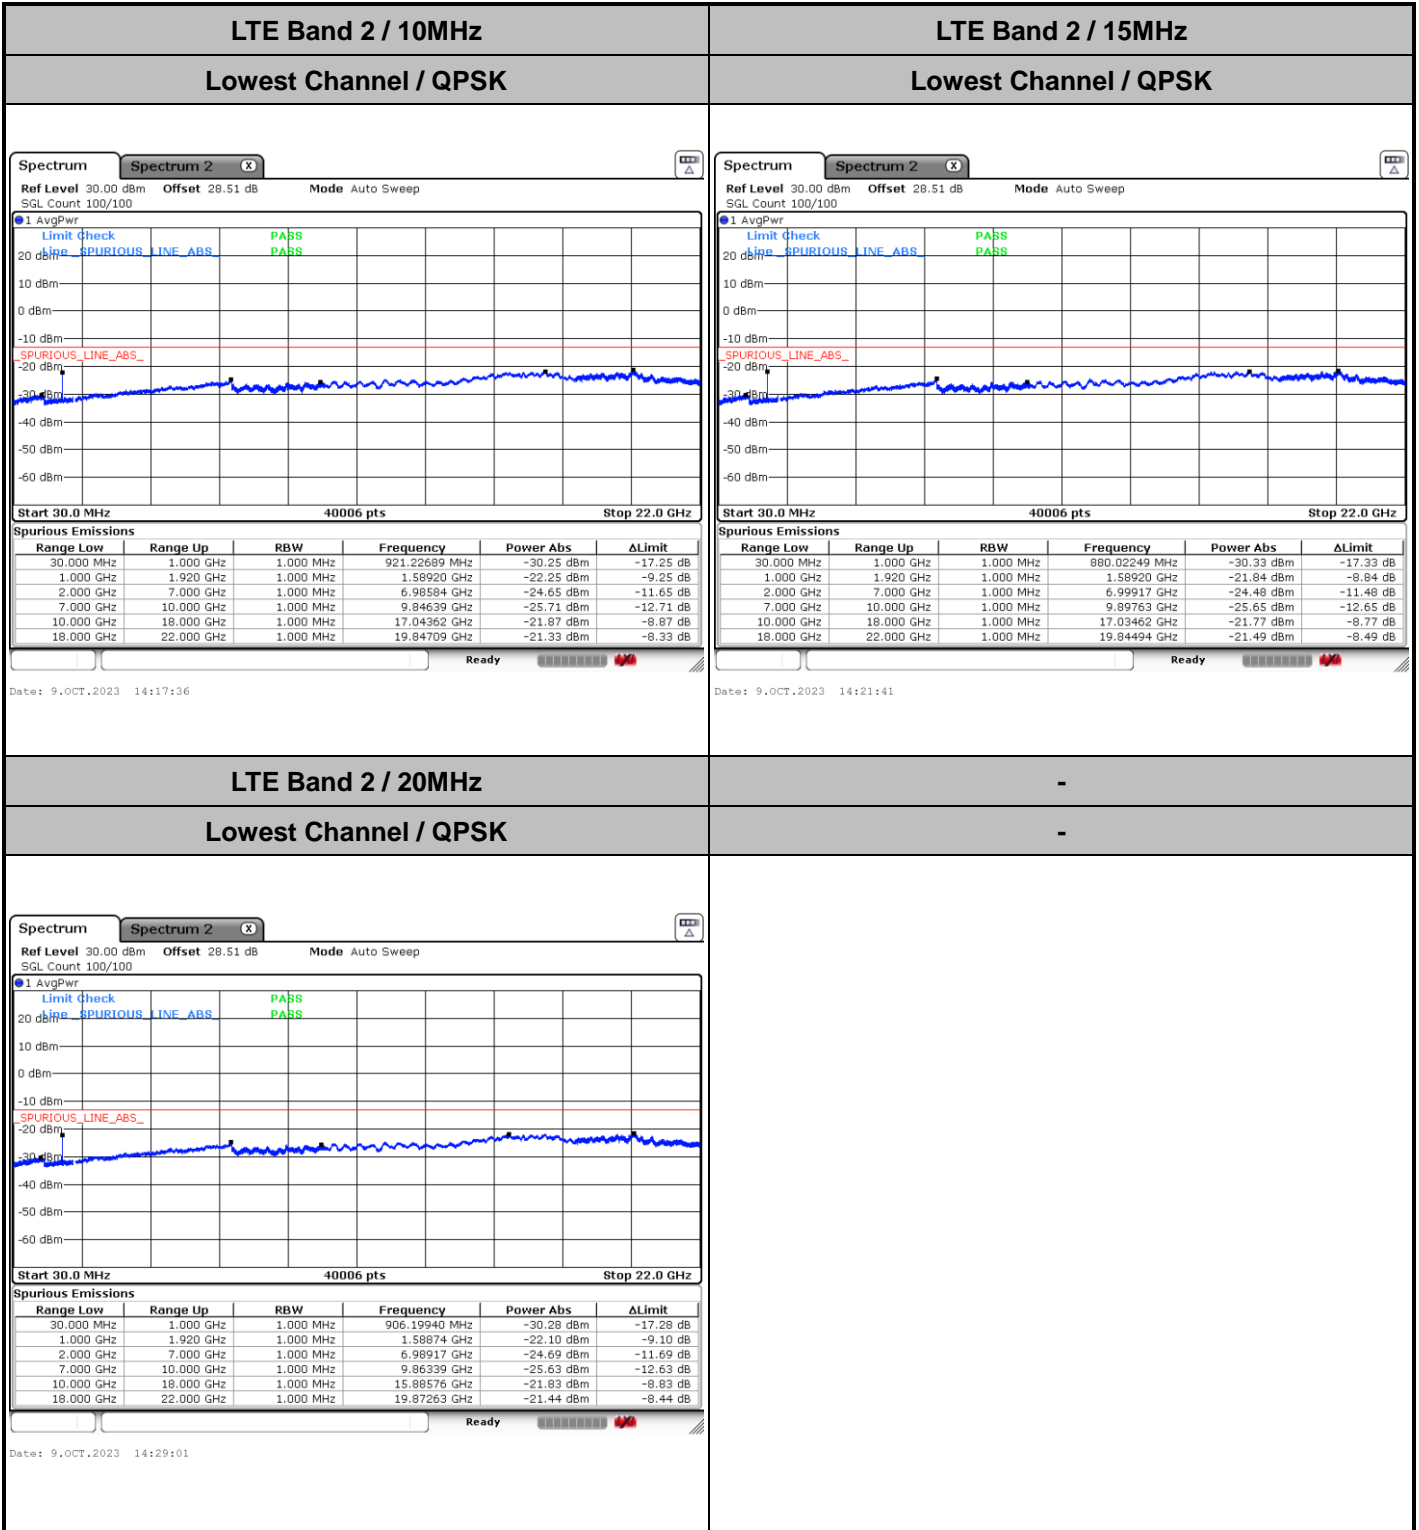 LTE Band 2 / 10MHz
LTE Band 2 / 15MHz
Lowest Channel / QPSK
Lowest Channel / QPSK
Spectrum Spectrum 2 X
Ref Level 30.00 dBm Offset 28.51 dB Mode Auto Sweep
SGL Count 100/100
1 AvgPwr
Limit Check PASS
Line _SPURIOUS_LINE_ABS_ PASS
20 dBm
10 dBm
0 dBm
-10 dBm
_SPURIOUS_LINE_ABS_
-20 dBm
-30 dBm
-40 dBm
-50 dBm
-60 dBm
Start 30.0 MHz 40006 pts Stop 22.0 GHz
Spurious Emissions
Range Low Range Up RBW Frequency Power Abs ΔLimit
30.000 MHz 1.000 GHz 1.000 MHz 921.22689 MHz -30.25 dBm -17.25 dB
1.000 GHz 1.920 GHz 1.000 MHz 1.58920 GHz -22.25 dBm -9.25 dB
2.000 GHz 7.000 GHz 1.000 MHz 6.98584 GHz -24.65 dBm -11.65 dB
7.000 GHz 10.000 GHz 1.000 MHz 9.84639 GHz -25.71 dBm -12.71 dB
10.000 GHz 18.000 GHz 1.000 MHz 17.04362 GHz -21.87 dBm -8.87 dB
18.000 GHz 22.000 GHz 1.000 MHz 19.84709 GHz -21.33 dBm -8.33 dB
Ready
Date: 9.OCT.2023 14:17:36
Spectrum Spectrum 2 X
Ref Level 30.00 dBm Offset 28.51 dB Mode Auto Sweep
SGL Count 100/100
1 AvgPwr
Limit Check PASS
Line _SPURIOUS_LINE_ABS_ PASS
20 dBm
10 dBm
0 dBm
-10 dBm
_SPURIOUS_LINE_ABS_
-20 dBm
-30 dBm
-40 dBm
-50 dBm
-60 dBm
Start 30.0 MHz 40006 pts Stop 22.0 GHz
Spurious Emissions
Range Low Range Up RBW Frequency Power Abs ΔLimit
30.000 MHz 1.000 GHz 1.000 MHz 880.02249 MHz -30.33 dBm -17.33 dB
1.000 GHz 1.920 GHz 1.000 MHz 1.58920 GHz -21.84 dBm -8.84 dB
2.000 GHz 7.000 GHz 1.000 MHz 6.99917 GHz -24.48 dBm -11.48 dB
7.000 GHz 10.000 GHz 1.000 MHz 9.89763 GHz -25.65 dBm -12.65 dB
10.000 GHz 18.000 GHz 1.000 MHz 17.03462 GHz -21.77 dBm -8.77 dB
18.000 GHz 22.000 GHz 1.000 MHz 19.84494 GHz -21.49 dBm -8.49 dB
Ready
Date: 9.OCT.2023 14:21:41
LTE Band 2 / 20MHz
-
Lowest Channel / QPSK
-
Spectrum Spectrum 2 X
Ref Level 30.00 dBm Offset 28.51 dB Mode Auto Sweep
SGL Count 100/100
1 AvgPwr
Limit Check PASS
Line _SPURIOUS_LINE_ABS_ PASS
20 dBm
10 dBm
0 dBm
-10 dBm
_SPURIOUS_LINE_ABS_
-20 dBm
-30 dBm
-40 dBm
-50 dBm
-60 dBm
Start 30.0 MHz 40006 pts Stop 22.0 GHz
Spurious Emissions
Range Low Range Up RBW Frequency Power Abs ΔLimit
30.000 MHz 1.000 GHz 1.000 MHz 906.19940 MHz -30.28 dBm -17.28 dB
1.000 GHz 1.920 GHz 1.000 MHz 1.58874 GHz -22.10 dBm -9.10 dB
2.000 GHz 7.000 GHz 1.000 MHz 6.98917 GHz -24.69 dBm -11.69 dB
7.000 GHz 10.000 GHz 1.000 MHz 9.86339 GHz -25.63 dBm -12.63 dB
10.000 GHz 18.000 GHz 1.000 MHz 15.88576 GHz -21.83 dBm -8.83 dB
18.000 GHz 22.000 GHz 1.000 MHz 19.87263 GHz -21.44 dBm -8.44 dB
Ready
Date: 9.OCT.2023 14:29:01